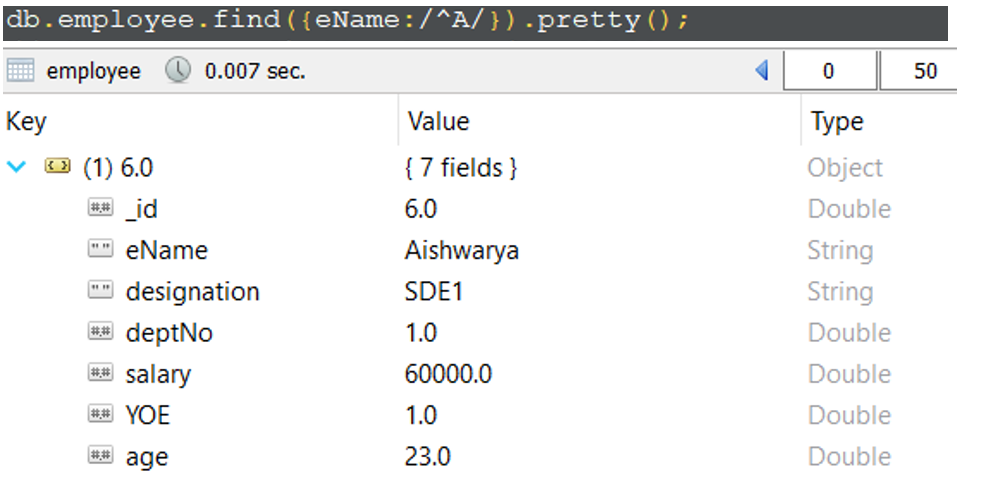 db.employee.find({eName:/^A/}).pretty();
employee 0.007 sec. 0 50
Key Value Type
{ } (1) 6.0 { 7 fields } Object
#.# _id 6.0 Double
" " eName Aishwarya String
" " designation SDE1 String
#.# deptNo 1.0 Double
#.# salary 60000.0 Double
#.# YOE 1.0 Double
#.# age 23.0 Double